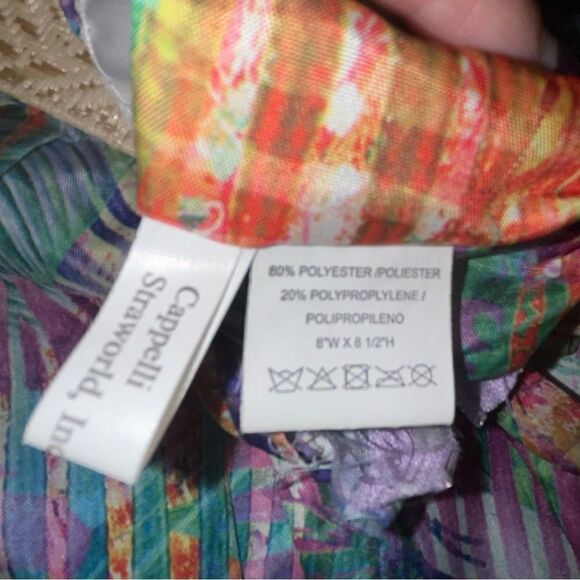 Cappelli
Straworld, Inc
80% POLYESTER /POLIESTER
20% POLYPROPLYLENE /
POLIPROPILENO
8"W X 8 1/2"H